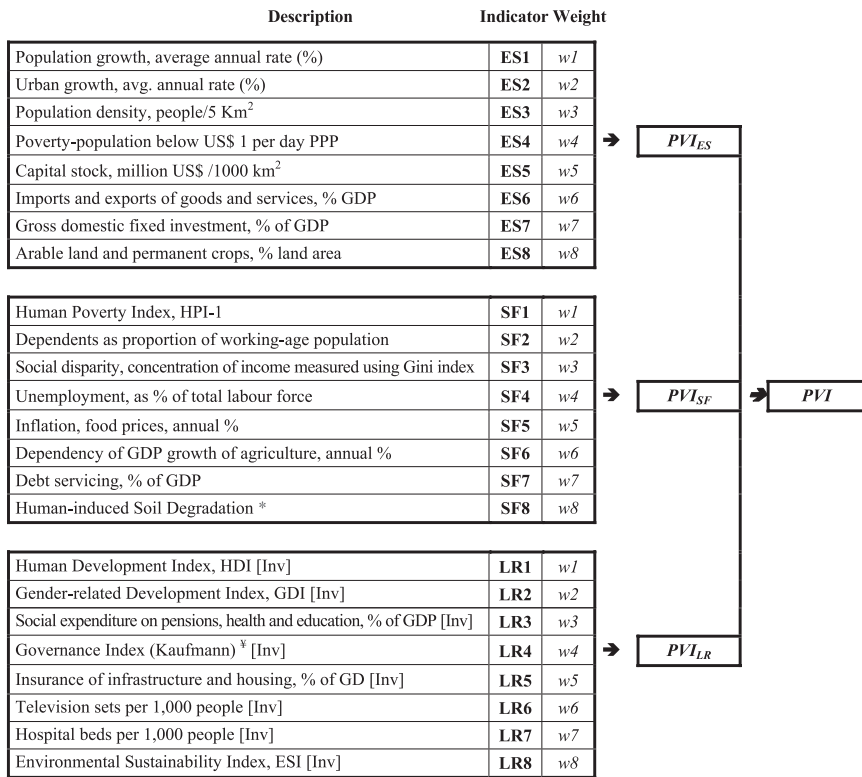 Description Indicator Weight
Population growth, average annual rate (%) ES1 w1
Urban growth, avg. annual rate (%) ES2 w2
Population density, people/5 Km² ES3 w3
Poverty-population below US$ 1 per day PPP ES4 w4 ➔ PVI_ES
Capital stock, million US$ /1000 km² ES5 w5
Imports and exports of goods and services, % GDP ES6 w6
Gross domestic fixed investment, % of GDP ES7 w7
Arable land and permanent crops, % land area ES8 w8
Human Poverty Index, HPI-1 SF1 w1
Dependents as proportion of working-age population SF2 w2
Social disparity, concentration of income measured using Gini index SF3 w3
Unemployment, as % of total labour force SF4 w4 ➔ PVI_SF ➔ PVI
Inflation, food prices, annual % SF5 w5
Dependency of GDP growth of agriculture, annual % SF6 w6
Debt servicing, % of GDP SF7 w7
Human-induced Soil Degradation * SF8 w8
Human Development Index, HDI [Inv] LR1 w1
Gender-related Development Index, GDI [Inv] LR2 w2
Social expenditure on pensions, health and education, % of GDP [Inv] LR3 w3
Governance Index (Kaufmann) ¥ [Inv] LR4 w4 ➔ PVI_LR
Insurance of infrastructure and housing, % of GD [Inv] LR5 w5
Television sets per 1,000 people [Inv] LR6 w6
Hospital beds per 1,000 people [Inv] LR7 w7
Environmental Sustainability Index, ESI [Inv] LR8 w8